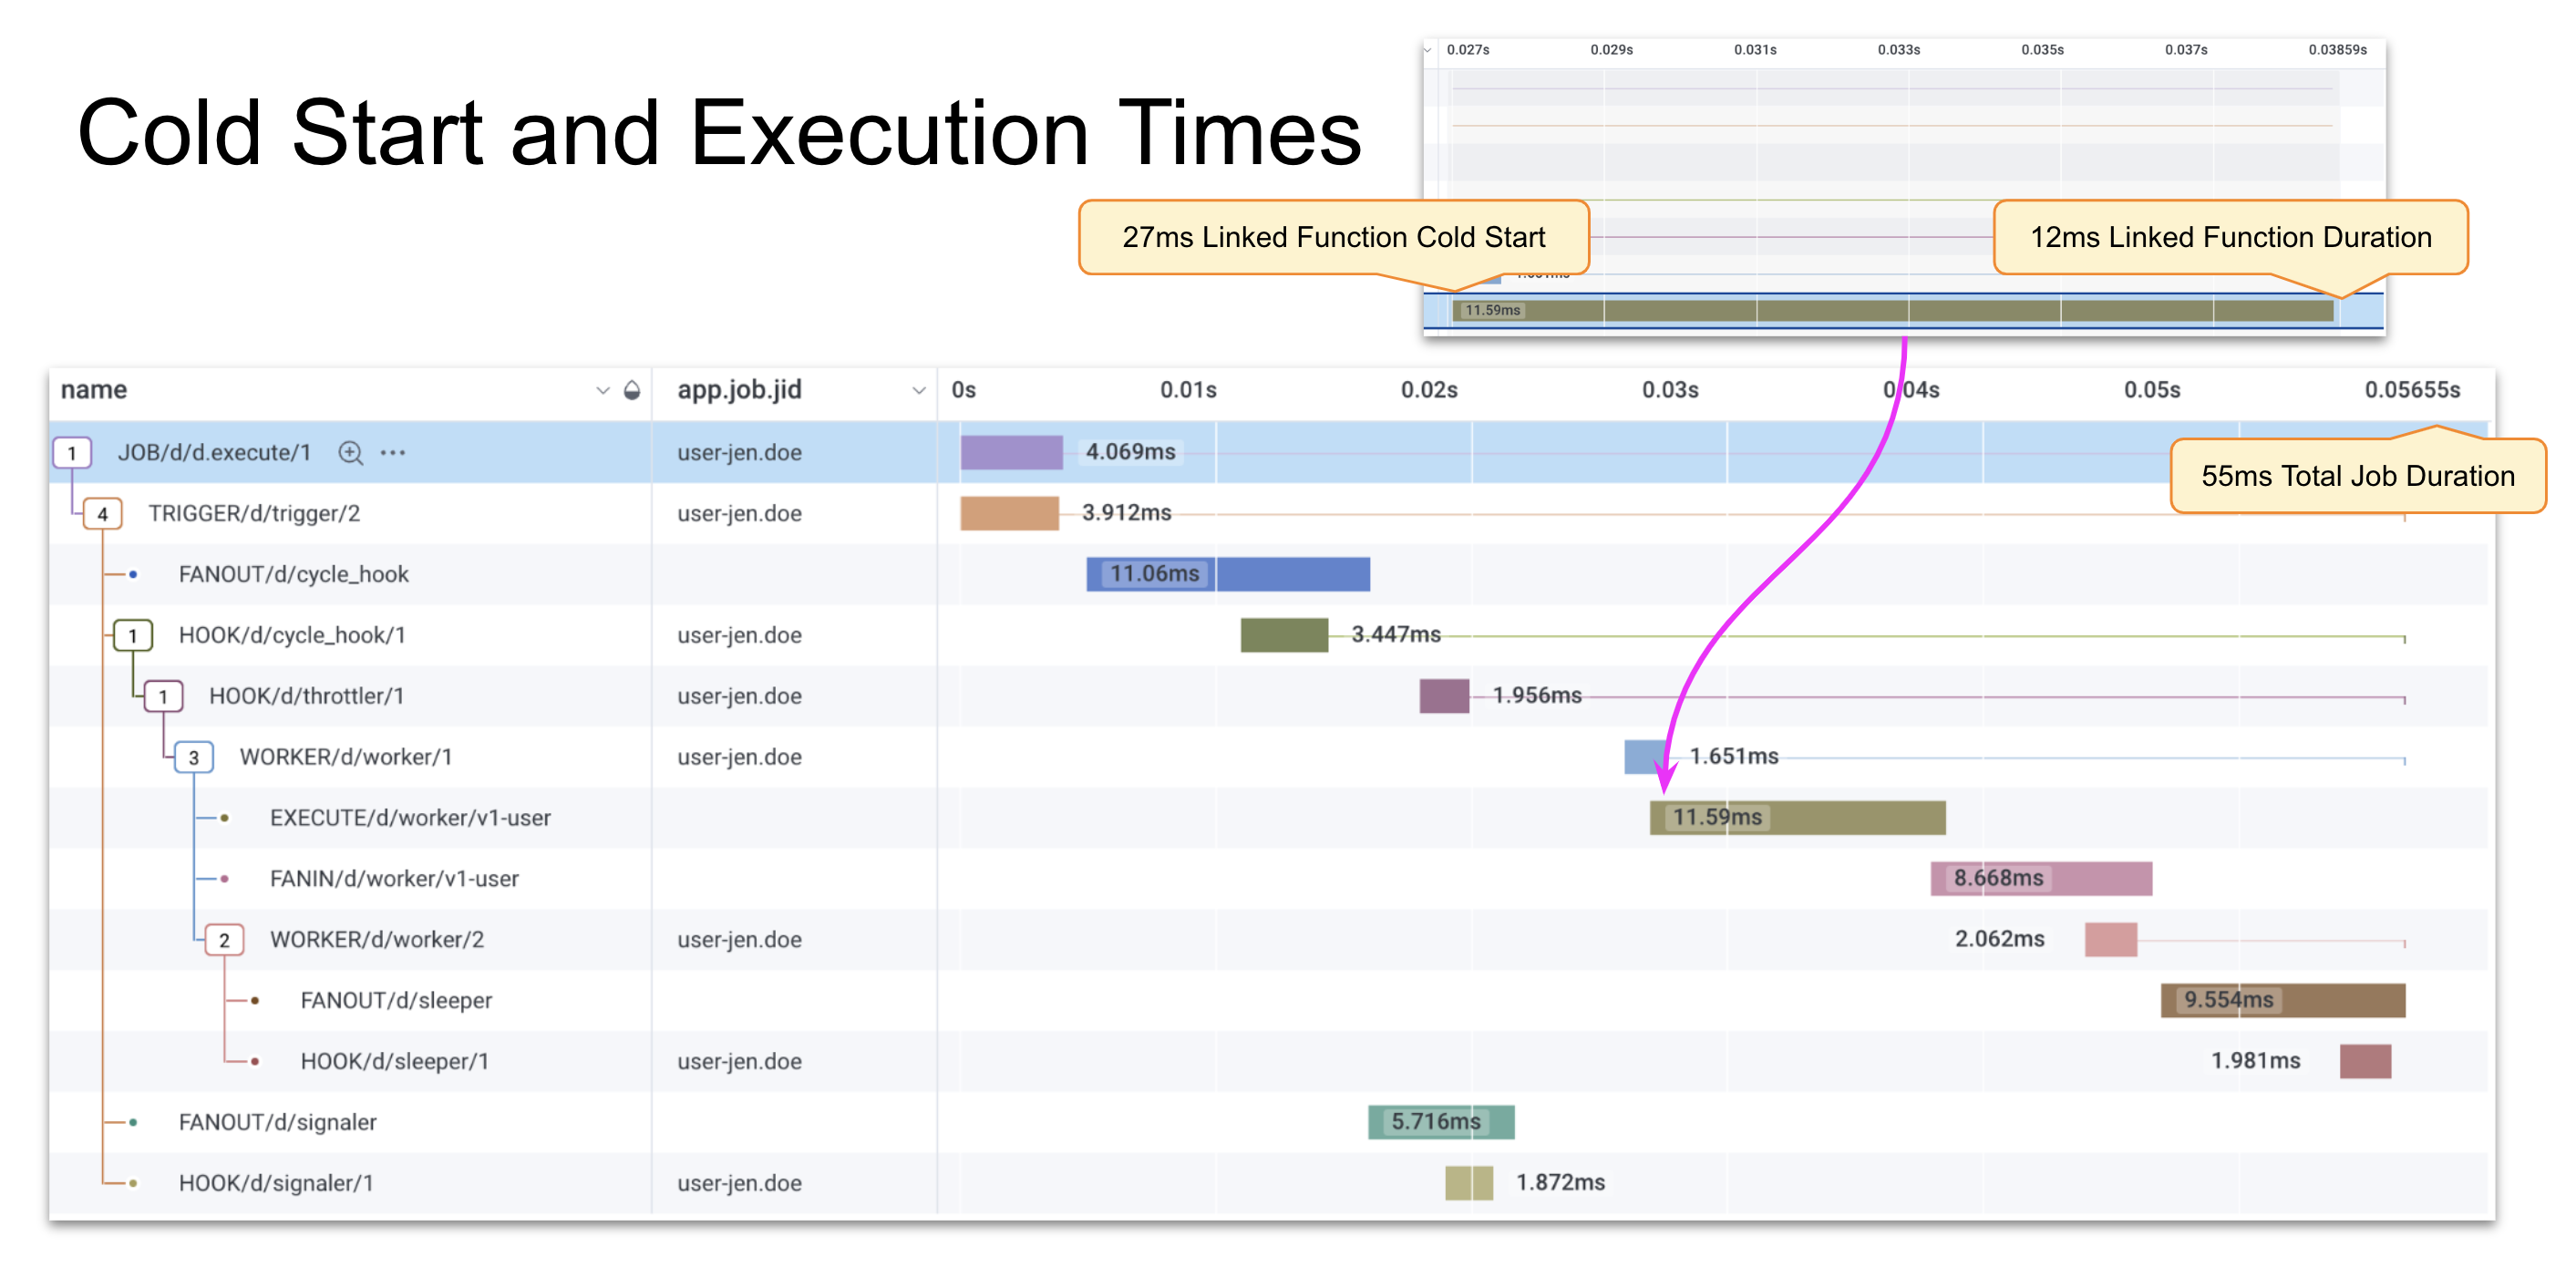 Cold Start and Execution Times
0.027s 0.029s 0.031s 0.033s 0.035s 0.037s 0.03859s
27ms Linked Function Cold Start
12ms Linked Function Duration
11.59ms
name app.job.jid 0s 0.01s 0.02s 0.03s 0.04s 0.05s 0.05655s
1 JOB/d/d.execute/1 ... user-jen.doe 4.069ms
55ms Total Job Duration
4 TRIGGER/d/trigger/2 user-jen.doe 3.912ms
FANOUT/d/cycle_hook 11.06ms
1 HOOK/d/cycle_hook/1 user-jen.doe 3.447ms
1 HOOK/d/throttler/1 user-jen.doe 1.956ms
3 WORKER/d/worker/1 user-jen.doe 1.651ms
EXECUTE/d/worker/v1-user 11.59ms
FANIN/d/worker/v1-user 8.668ms
2 WORKER/d/worker/2 user-jen.doe 2.062ms
FANOUT/d/sleeper 9.554ms
HOOK/d/sleeper/1 user-jen.doe 1.981ms
FANOUT/d/signaler 5.716ms
HOOK/d/signaler/1 user-jen.doe 1.872ms